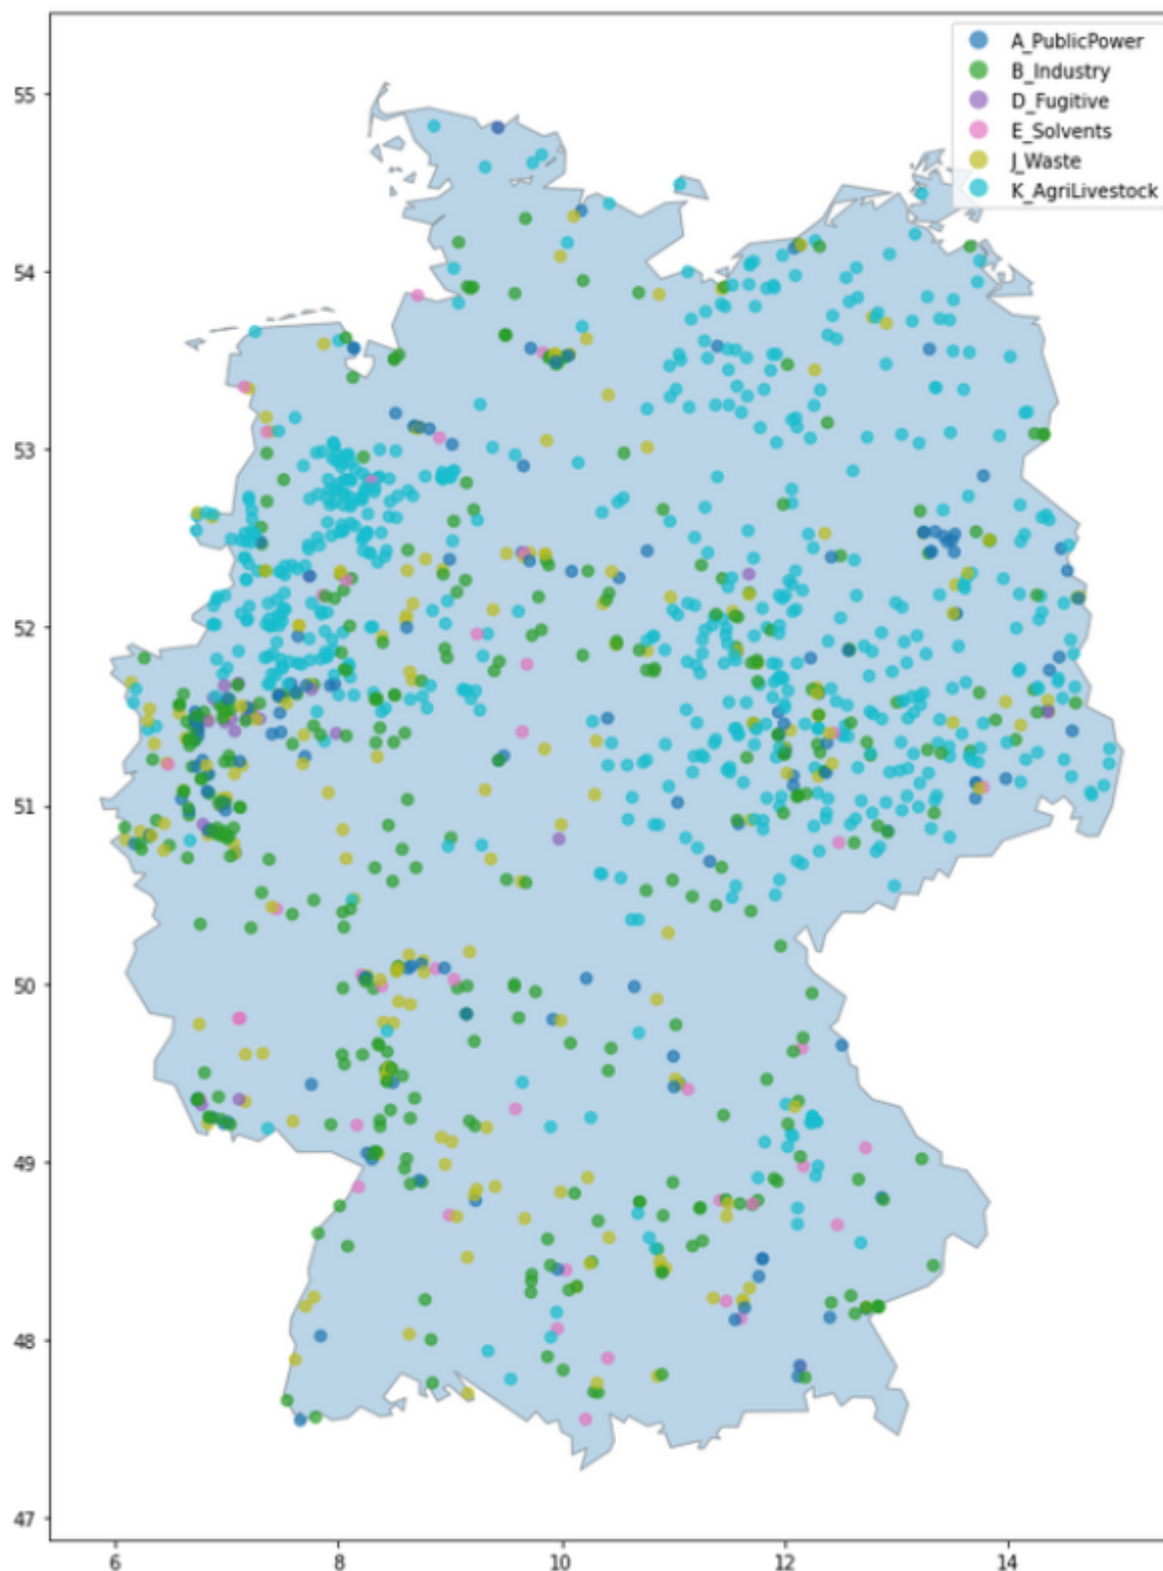 A_PublicPower
B_Industry
D_Fugitive
E_Solvents
J_Waste
K_AgriLivestock
55
54
53
52
51
50
49
48
47
6 8 10 12 14